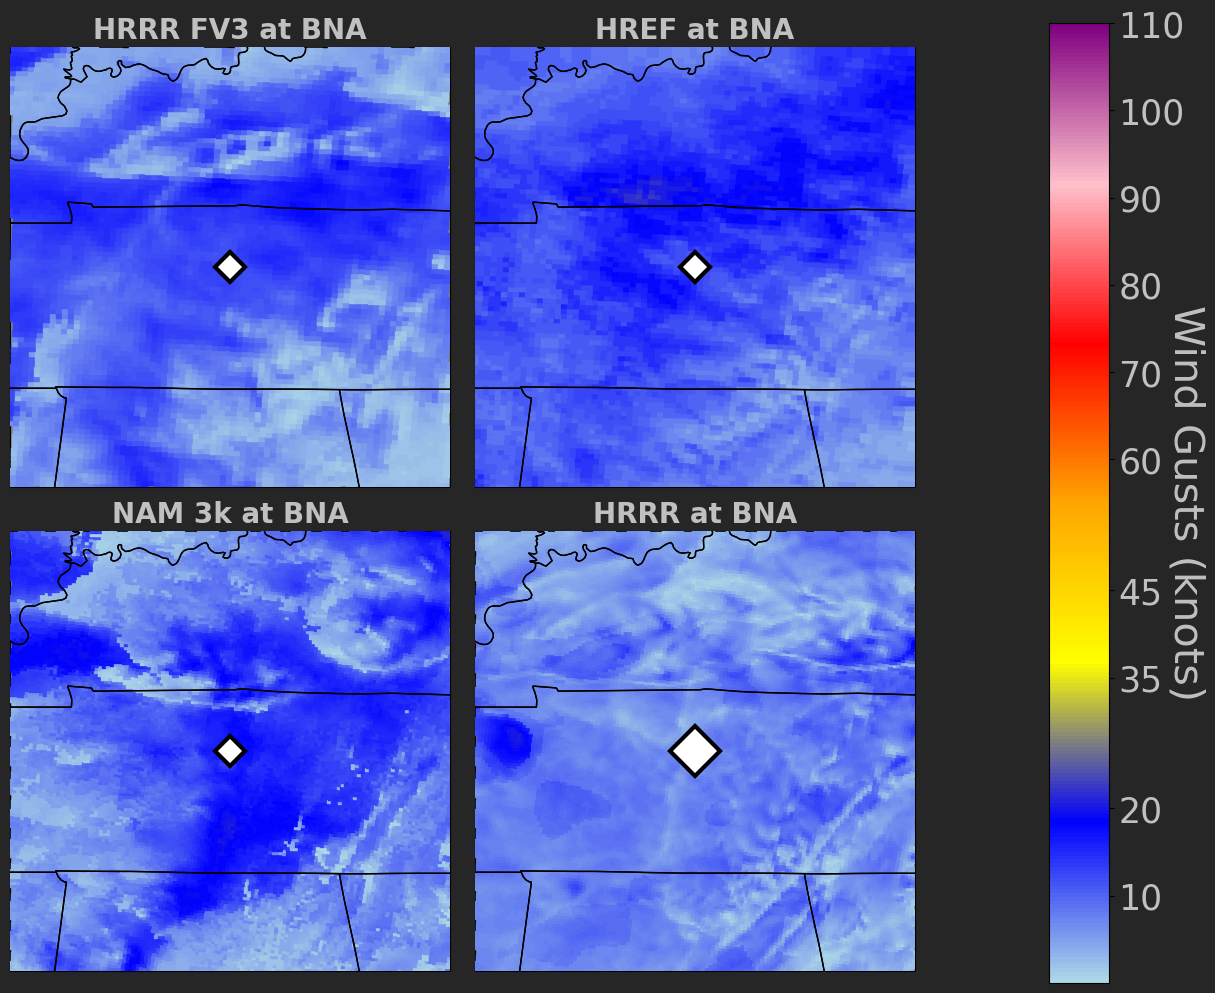 HRRR FV3 at BNA
HREF at BNA
NAM 3k at BNA
HRRR at BNA
110
100
90
80
70
60
45
35
20
10
Wind Gusts (knots)